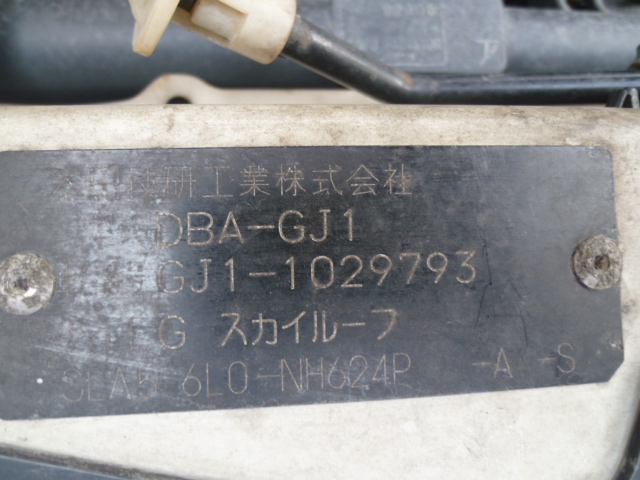 技研工業株式会社
DBA-GJ1
GJ1-1029793
G スカイルーフ
SLA5 6L0-NH624P -A -S